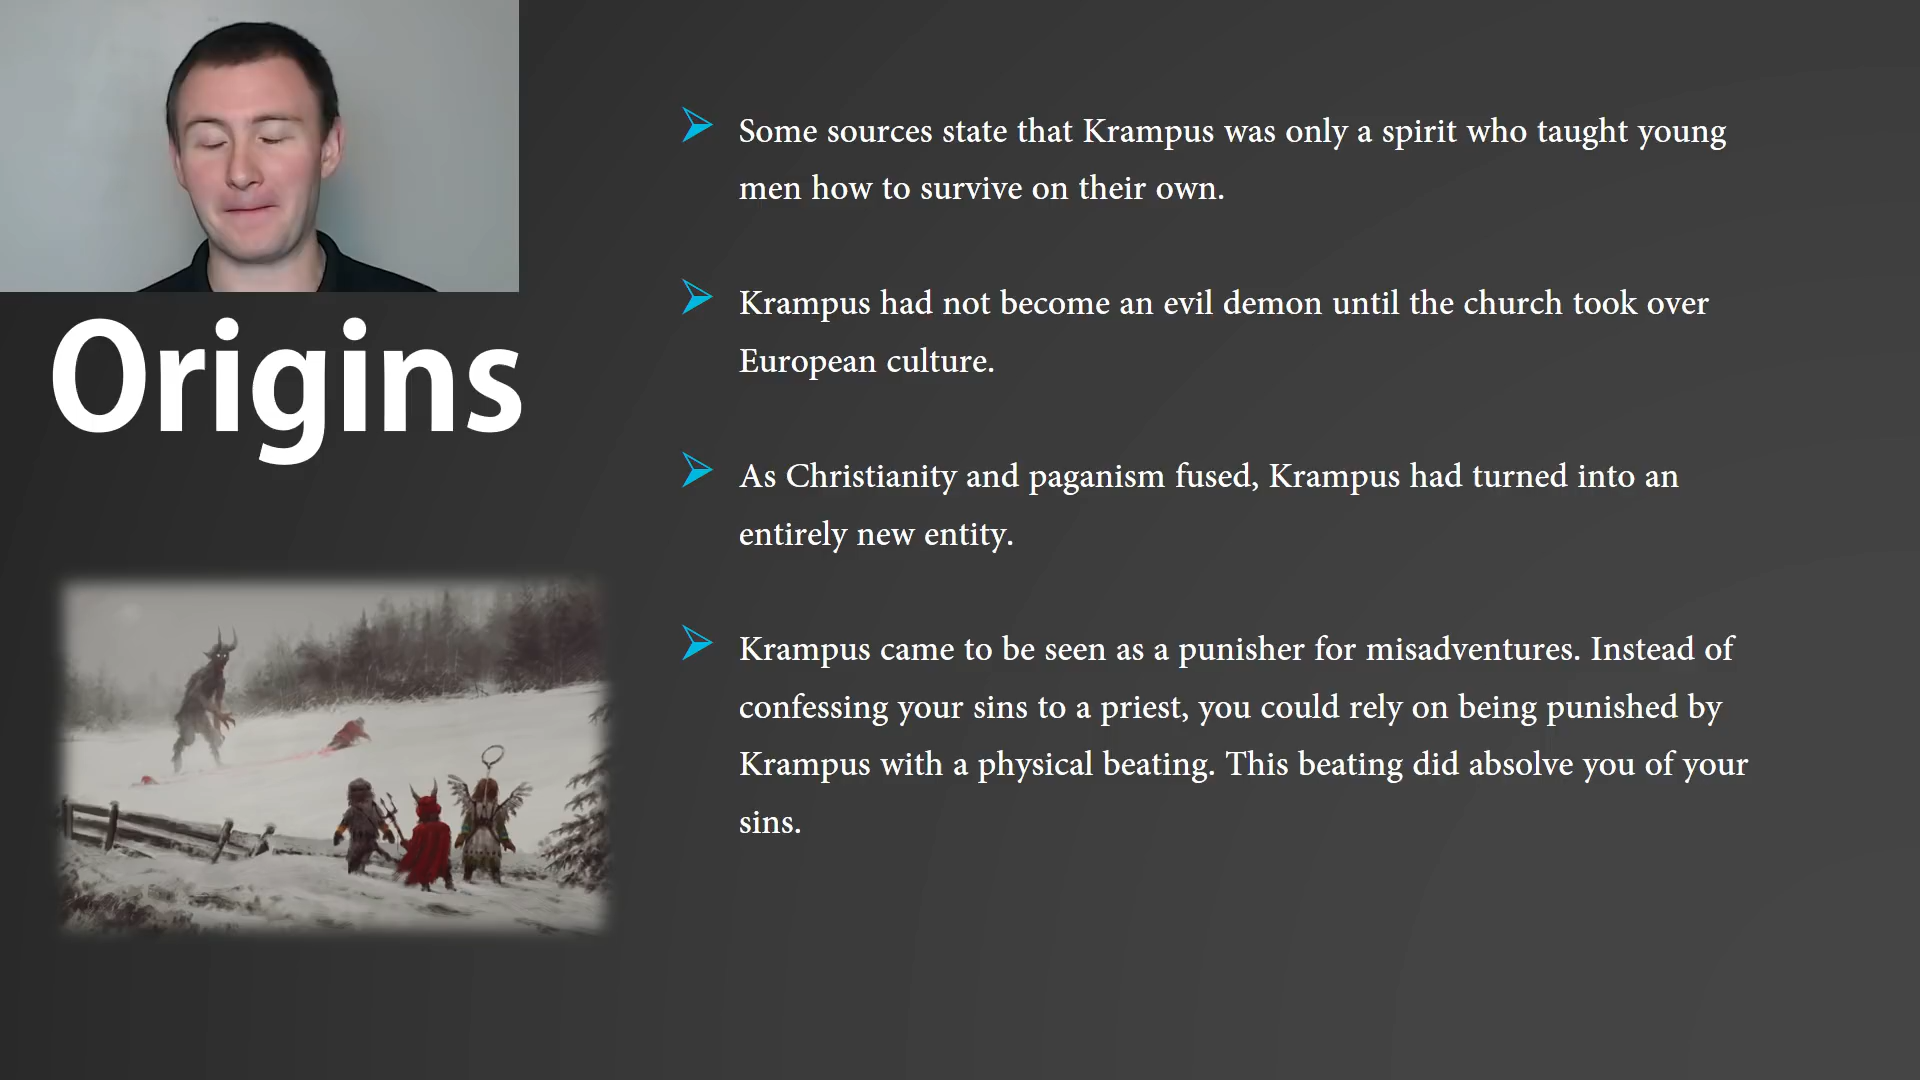 Origins
Some sources state that Krampus was only a spirit who taught young
men how to survive on their own.
Krampus had not become an evil demon until the church took over
European culture.
As Christianity and paganism fused, Krampus had turned into an
entirely new entity.
Krampus came to be seen as a punisher for misadventures. Instead of
confessing your sins to a priest, you could rely on being punished by
Krampus with a physical beating. This beating did absolve you of your
sins.